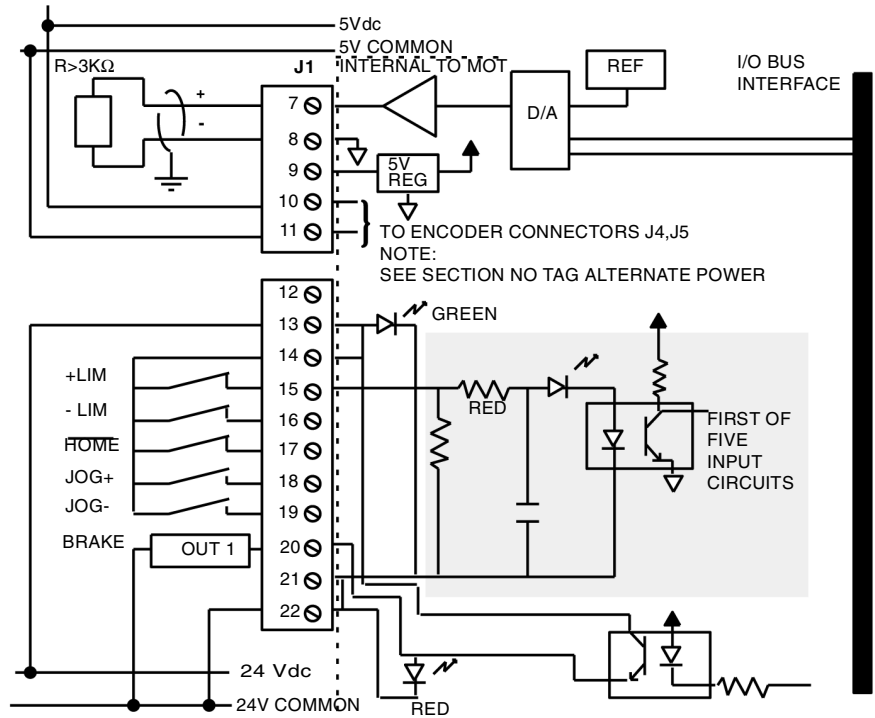 5Vdc
5V COMMON
R>3KΩ
J1
INTERNAL TO MOT
REF
I/O BUS
INTERFACE
+
-
7
D/A
8
9
5V
REG
10
11
TO ENCODER CONNECTORS J4,J5
NOTE:
SEE SECTION NO TAG ALTERNATE POWER
12
13
GREEN
14
+LIM
15
RED
- LIM
16
FIRST OF
FIVE
INPUT
CIRCUITS
HOME
17
JOG+
18
JOG-
19
BRAKE
OUT 1
20
21
22
24 Vdc
24V COMMON
RED